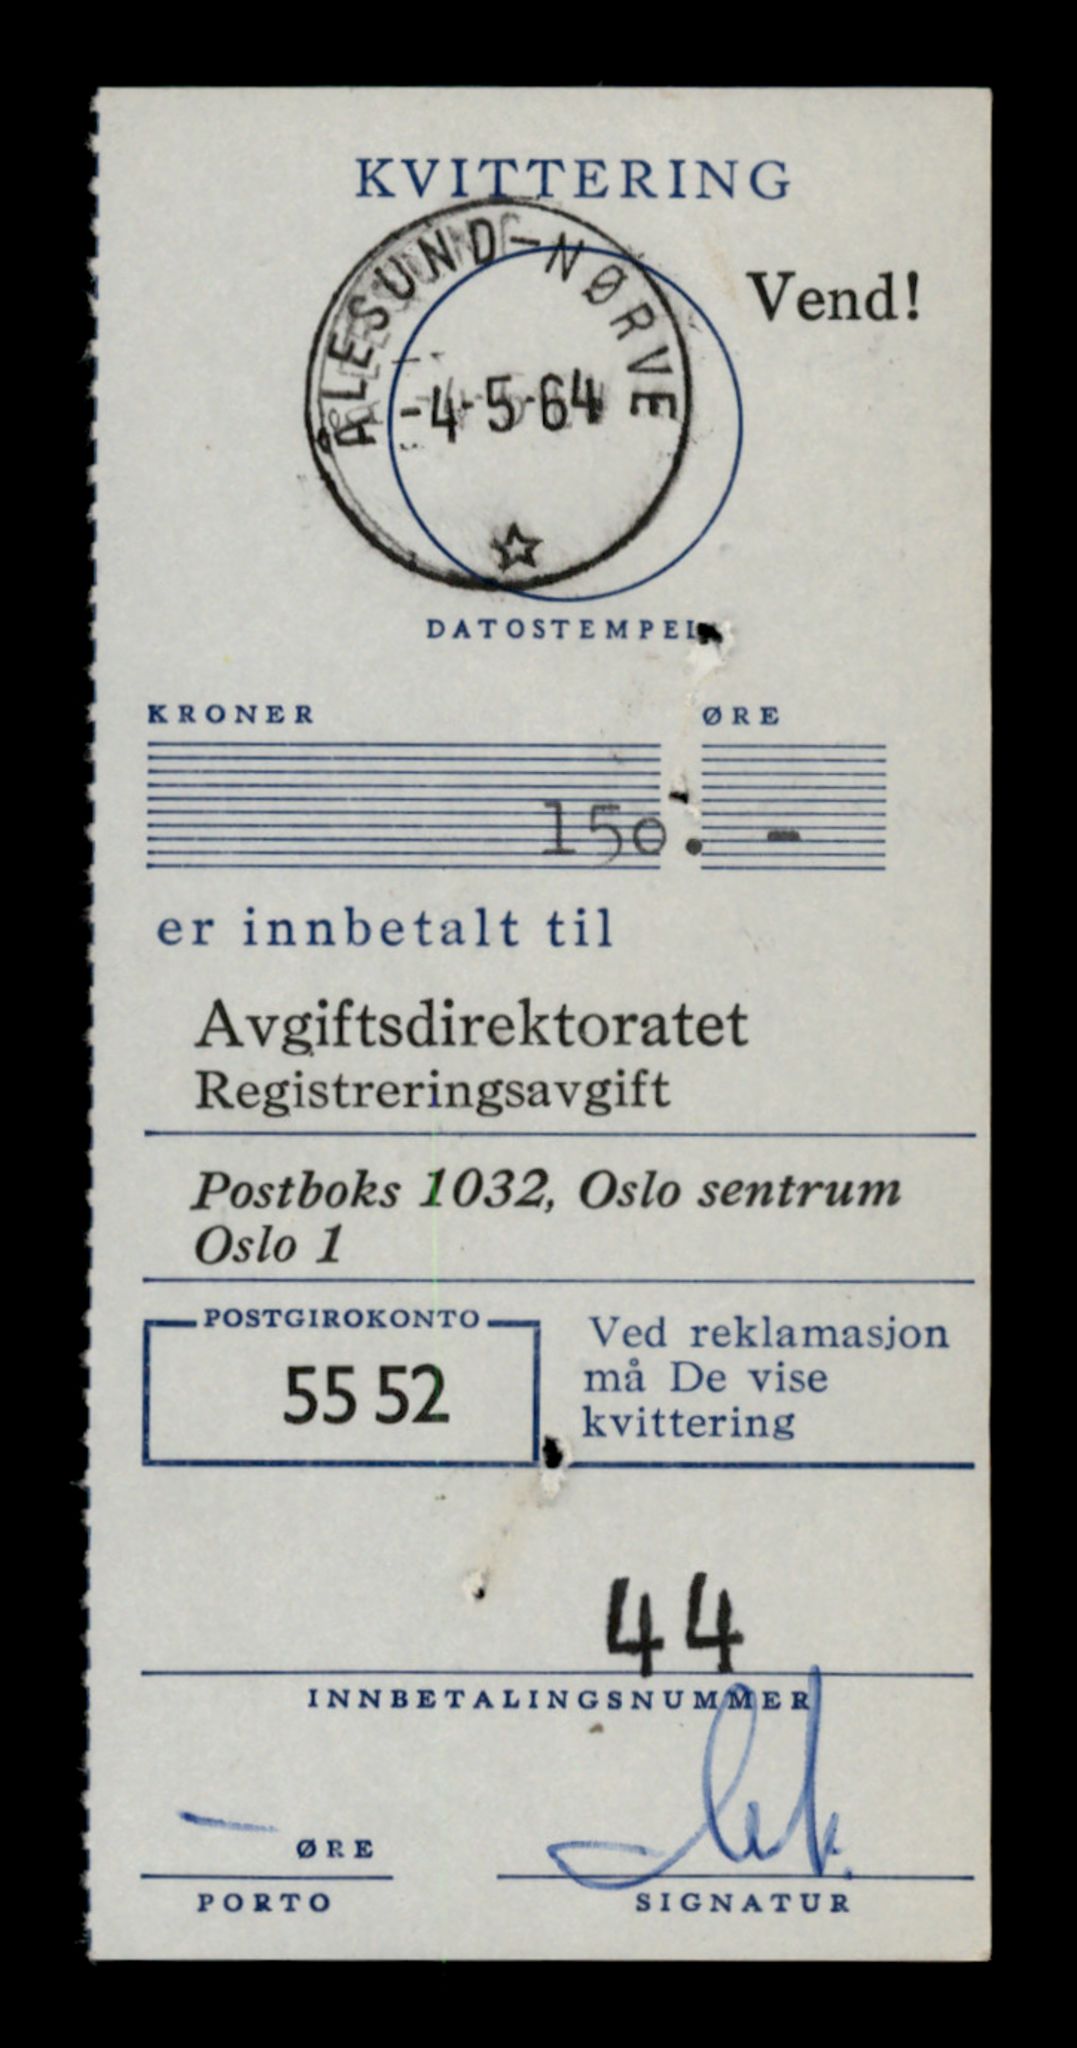 KVITTERING
Vend!
ÅLESUND-NØRVE
-4-5-64
DATOSTEMPEL
KRONER ØRE
150. -
er innbetalt til
Avgiftsdirektoratet
Registreringsavgift
Postboks 1032, Oslo sentrum
Oslo 1
POSTGIROKONTO
55 52
Ved reklamasjon
må De vise
kvittering
44
INNBETALINGSNUMMER
— ØRE
PORTO
SIGNATUR